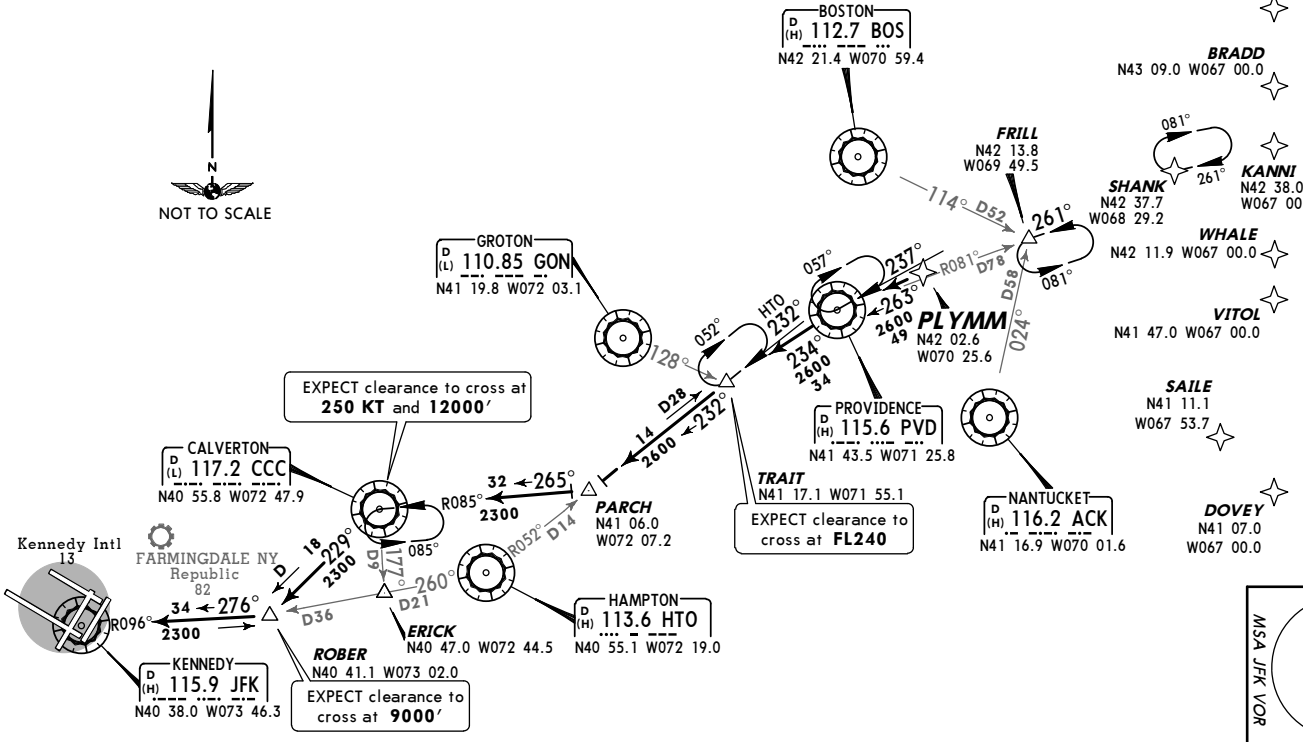 BOSTON
D
(H) 112.7 BOS
N42 21.4 W070 59.4
BRADD
N43 09.0 W067 00.0
N
NOT TO SCALE
FRILL
N42 13.8
W069 49.5
081°
261°
SHANK
N42 37.7
W068 29.2
KANNI
N42 38.0
W067 00
114° D52
261°
081°
WHALE
N42 11.9 W067 00.0
GROTON
D
(L) 110.85 GON
N41 19.8 W072 03.1
057°
237°
R081°
D78
D58
024°
263°
2600
49
PLYMM
N42 02.6
W070 25.6
VITOL
N41 47.0 W067 00.0
052°
HTO
232°
128°
234°
2600
34
EXPECT clearance to cross at
250 KT and 12000′
D28
14
232°
2600
PROVIDENCE
D
(H) 115.6 PVD
N41 43.5 W071 25.8
SAILE
N41 11.1
W067 53.7
CALVERTON
D
(L) 117.2 CCC
N40 55.8 W072 47.9
R085°
32 265°
2300
085°
PARCH
N41 06.0
W072 07.2
TRAIT
N41 17.1 W071 55.1
EXPECT clearance to
cross at FL240
NANTUCKET
D
(H) 116.2 ACK
N41 16.9 W070 01.6
DOVEY
N41 07.0
W067 00.0
Kennedy Intl
13
FARMINGDALE NY
Republic
82
18
229°
2300
D
D9
177°
R052°
D14
260°
D21
D36
R096°
34 276°
2300
HAMPTON
D
(H) 113.6 HTO
N40 55.1 W072 19.0
ERICK
N40 47.0 W072 44.5
KENNEDY
D
(H) 115.9 JFK
N40 38.0 W073 46.3
ROBER
N40 41.1 W073 02.0
EXPECT clearance to
cross at 9000′
MSA JFK VOR